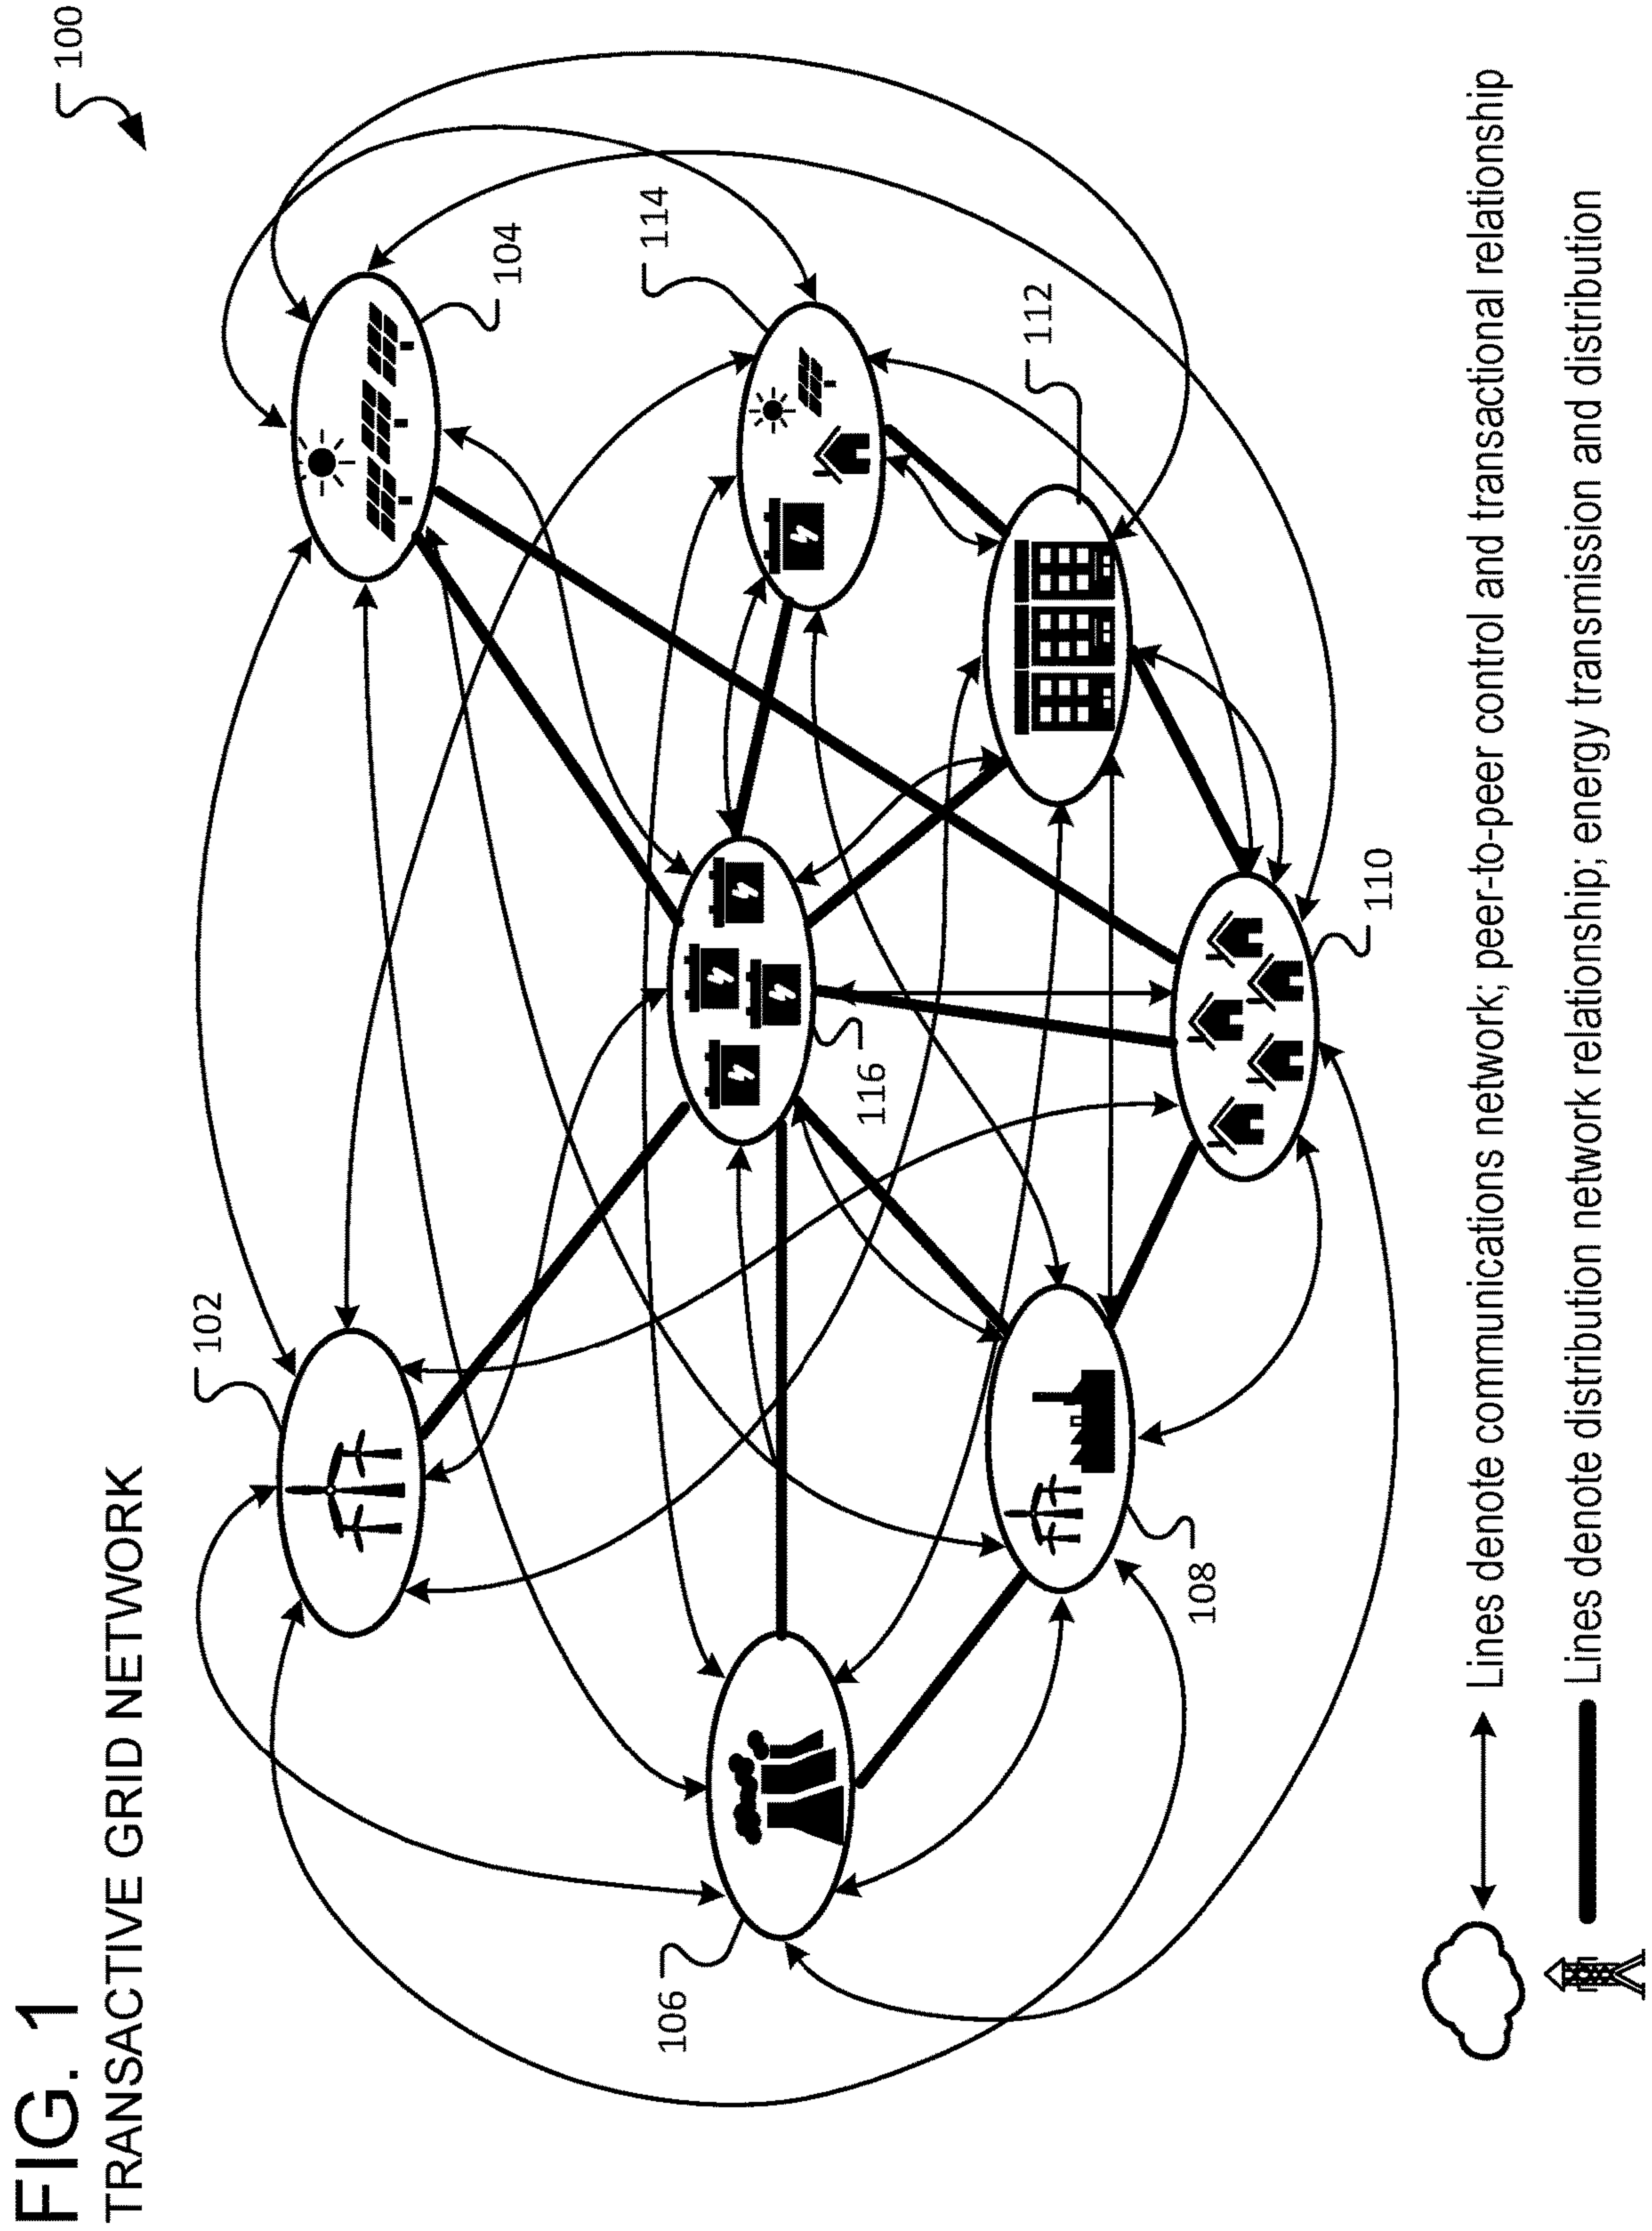 FIG. 1
TRANSACTIVE GRID NETWORK
100
102
104
106
116
114
108
112
110
Lines denote communications network; peer-to-peer control and transactional relationship
Lines denote distribution network relationship; energy transmission and distribution